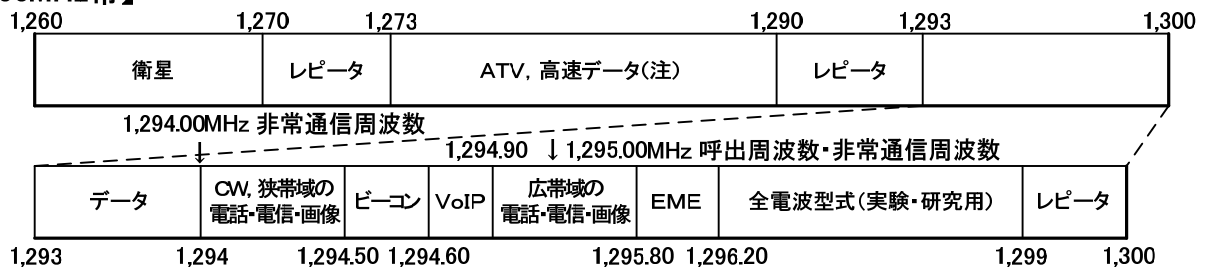 1,260 1,270 1,273 1,290 1,293 1,300
衛星 レピータ ATV, 高速データ(注) レピータ
1,294.00MHz 非常通信周波数
↓ 1,294.90 ↓ 1,295.00MHz 呼出周波数・非常通信周波数
データ CW, 狭帯域の電話・電信・画像 ビーコン VoIP 広帯域の電話・電信・画像 EME 全電波型式(実験・研究用) レピータ
1,293 1,294 1,294.50 1,294.60 1,295.80 1,296.20 1,299 1,300